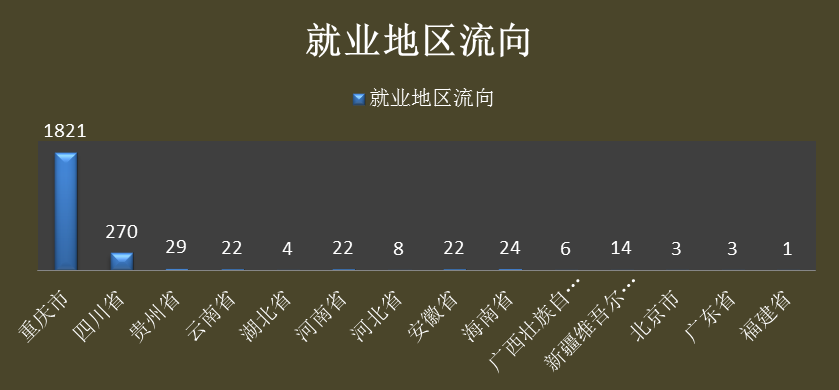 就业地区流向
就业地区流向
1821
270
29
22
4
22
8
22
24
6
14
3
3
1
重庆市
四川省
贵州省
云南省
湖北省
河南省
河北省
安徽省
海南省
广西壮族自…
新疆维吾尔…
北京市
广东省
福建省